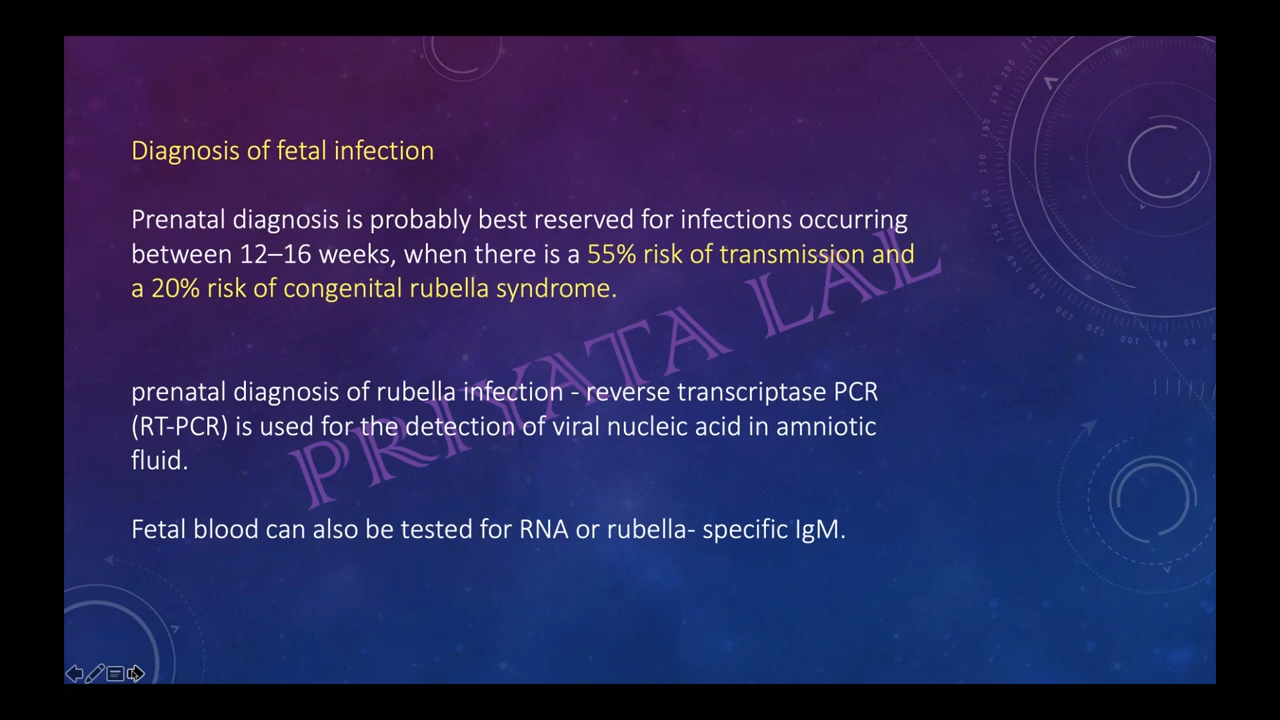 Diagnosis of fetal infection
Prenatal diagnosis is probably best reserved for infections occurring
between 12–16 weeks, when there is a 55% risk of transmission and
a 20% risk of congenital rubella syndrome.
prenatal diagnosis of rubella infection - reverse transcriptase PCR
(RT-PCR) is used for the detection of viral nucleic acid in amniotic
fluid.
Fetal blood can also be tested for RNA or rubella- specific IgM.
PRIYATA LAL